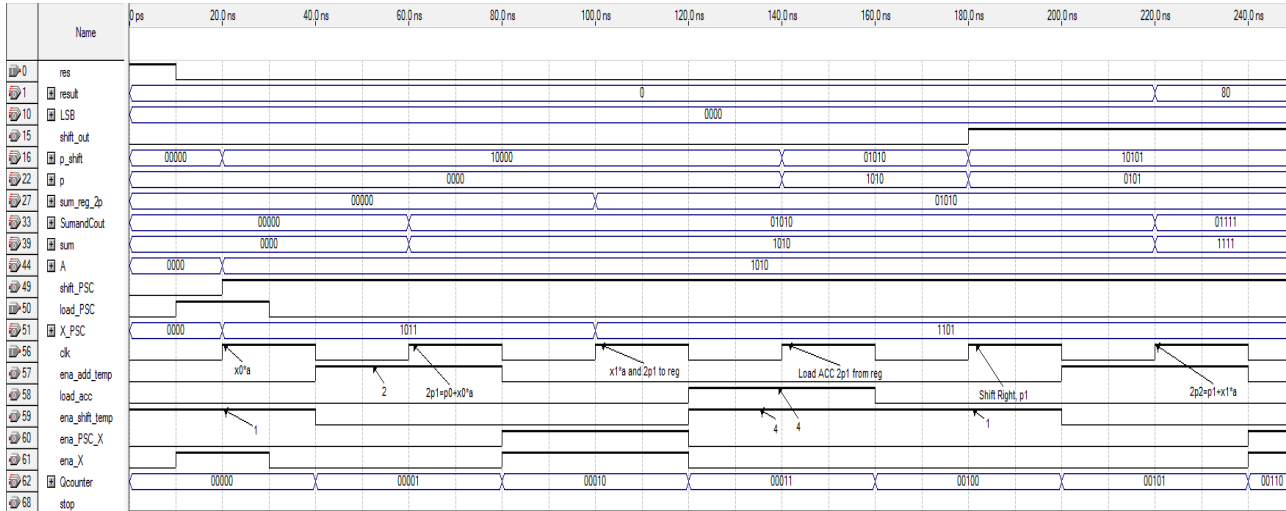 Name
0 ps 20.0 ns 40.0 ns 60.0 ns 80.0 ns 100.0 ns 120.0 ns 140.0 ns 160.0 ns 180.0 ns 200.0 ns 220.0 ns 240.0 ns
0 res
1 result 0 80
10 LSB 0000
15 shift_out
16 p_shift 00000 10000 01010 10101
22 p 0000 1010 0101
27 sum_reg_2p 00000 01010
33 SumandCout 00000 01010 01111
39 sum 0000 1010 1111
44 A 0000 1010
49 shift_PSC
50 load_PSC
51 X_PSC 0000 1011 1101
56 clk
x0*a 2p1=p0+x0*a x1*a and 2p1 to reg Load ACC 2p1 from reg Shift Right, p1 2p2=p1+x1*a
57 ena_add_temp 2
58 load_acc 4
59 ena_shift_temp 1 4 1
60 ena_PSC_X
61 ena_X
62 Qcounter 00000 00001 00010 00011 00100 00101 00110
68 stop